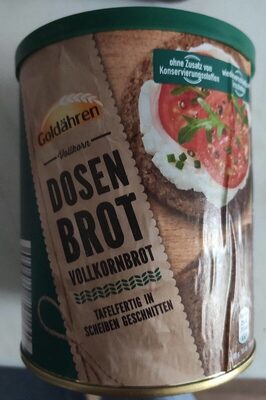 ohne Zusatz von
Konservierungsstoffen
Goldähren
Vollkorn
DOSEN
BROT
VOLLKORNBROT
TAFELFERTIG IN
SCHEIBEN GESCHNITTEN